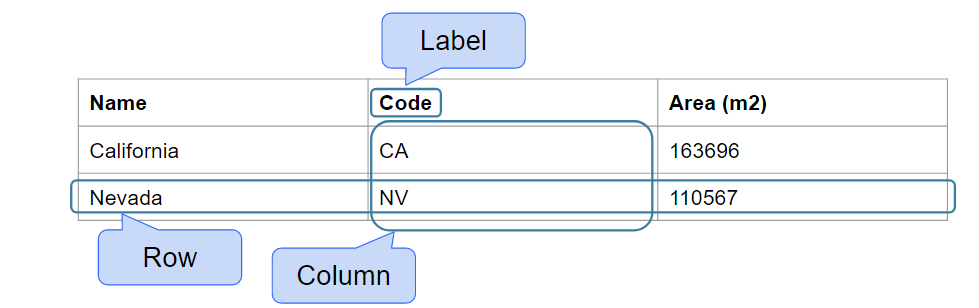 Label
Name Code Area (m2)
California CA 163696
Nevada NV 110567
Row
Column